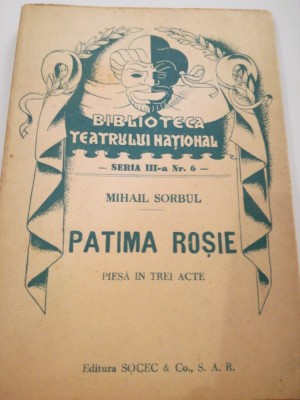 BIBLIOTECA
TEATRULUI NAȚIONAL
— SERIA III-a Nr. 6 —
MIHAIL SORBUL
PATIMA ROȘIE
PIESĂ IN TREI ACTE
Editura SOCEC & Co., S. A. R.